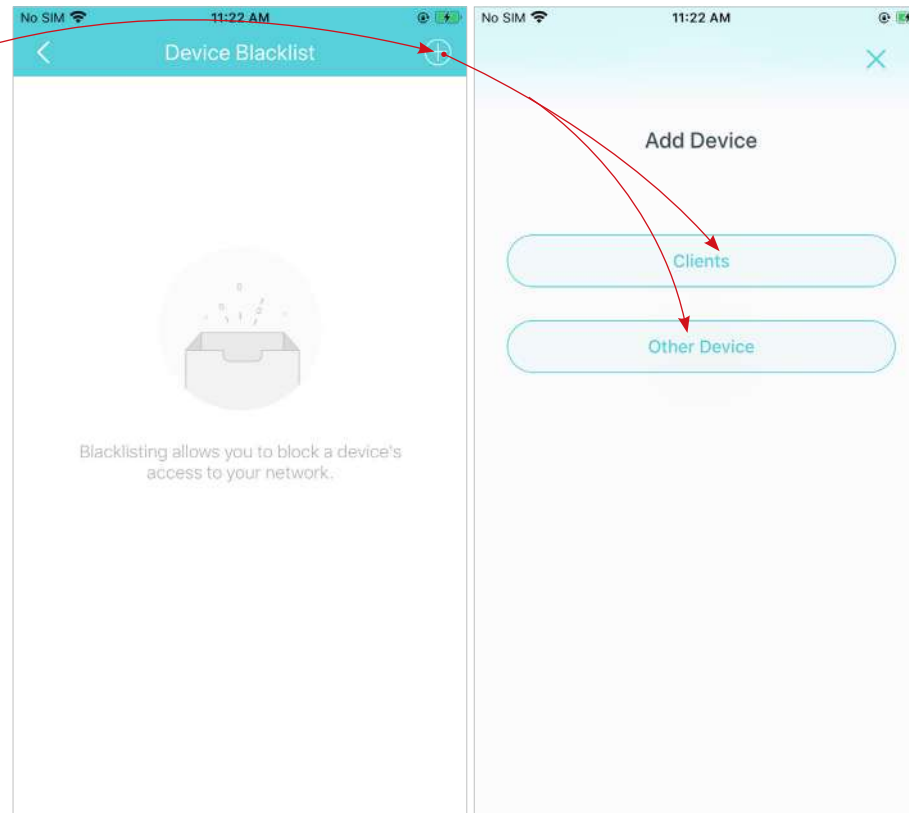 No SIM 11:22 AM
Device Blacklist
Blacklisting allows you to block a device's
access to your network.
No SIM 11:22 AM
Add Device
Clients
Other Device